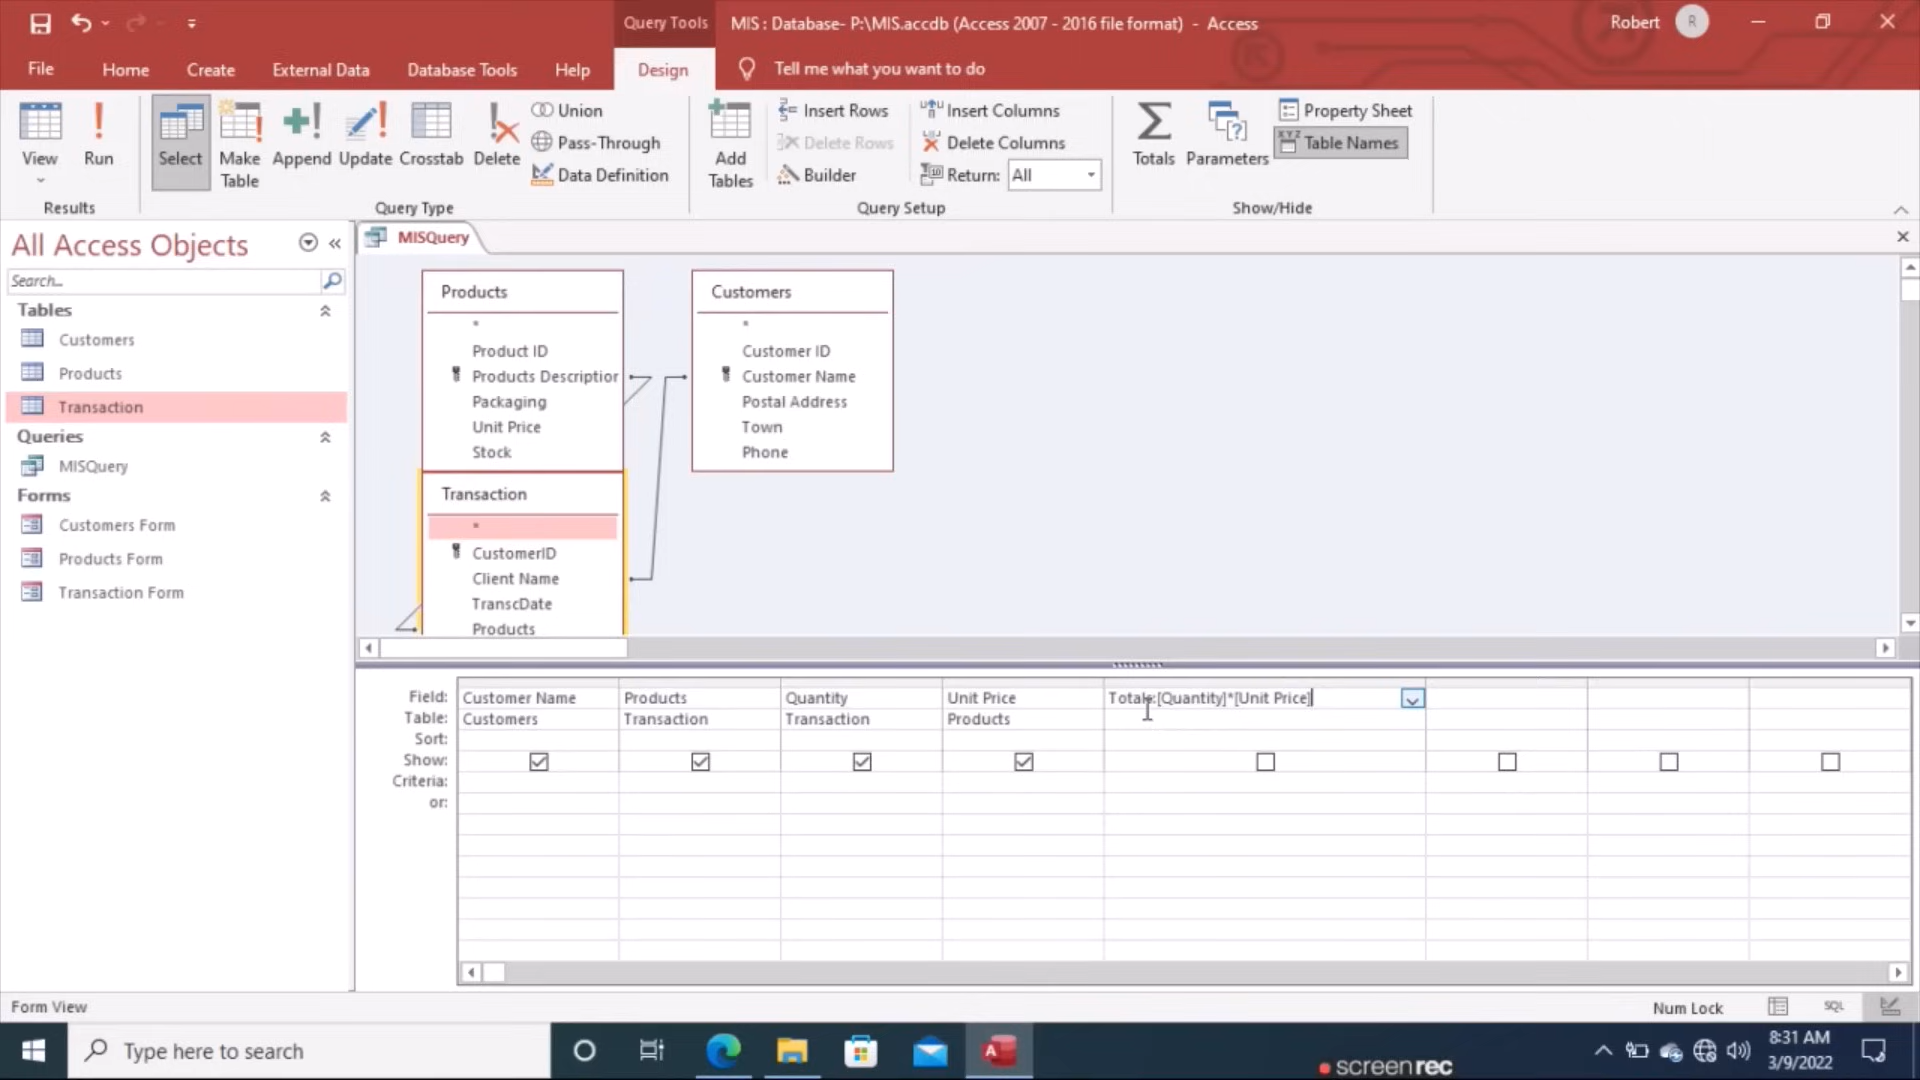 Query Tools
MIS : Database- P:\MIS.accdb (Access 2007 - 2016 file format) - Access
Robert
R
File
Home
Create
External Data
Database Tools
Help
Design
Tell me what you want to do
View
Run
Results
Select
Make Table
Append
Update
Crosstab
Delete
Union
Pass-Through
Data Definition
Query Type
Add Tables
Insert Rows
Delete Rows
Builder
Insert Columns
Delete Columns
Return: All
Query Setup
Totals
Parameters
Property Sheet
Table Names
Show/Hide
All Access Objects
Search...
Tables
Customers
Products
Transaction
Queries
MISQuery
Forms
Customers Form
Products Form
Transaction Form
MISQuery
Products
*
Product ID
Products Description
Packaging
Unit Price
Stock
Customers
*
Customer ID
Customer Name
Postal Address
Town
Phone
Transaction
*
CustomerID
Client Name
TranscDate
Products
Field: Customer Name Products Quantity Unit Price Totals:[Quantity]*[Unit Price]
Table: Customers Transaction Transaction Products
Sort:
Show:
Criteria:
or:
Form View
Num Lock
SQL
Type here to search
screenrec
8:31 AM
3/9/2022